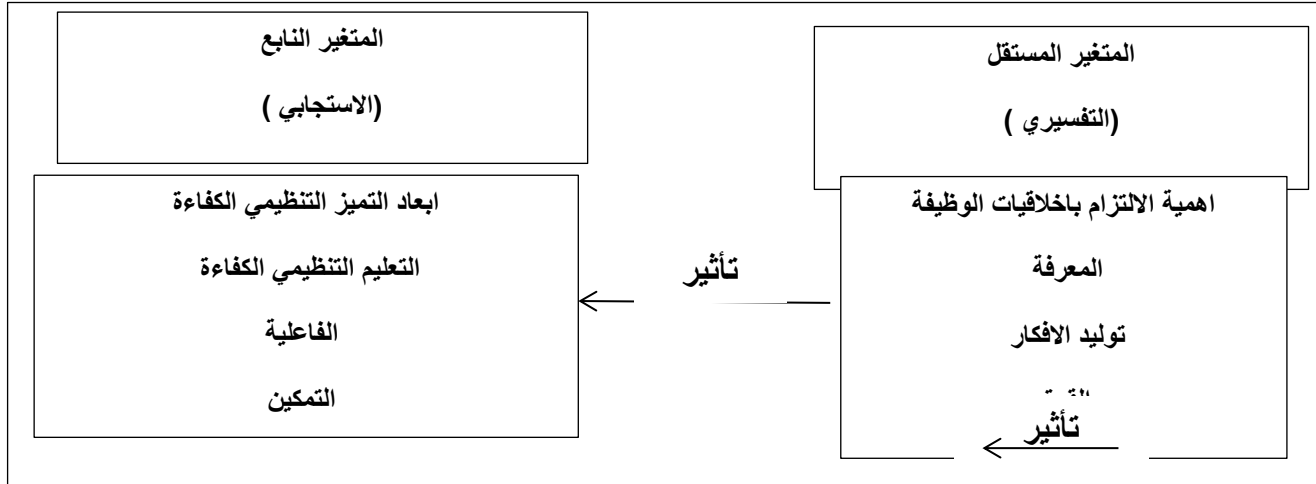 المتغير المستقل
(التفسيري )
اهمية الالتزام باخلاقيات الوظيفة
المعرفة
توليد الافكار
تأثير
تأثير
المتغير النابع
(الاستجابي )
ابعاد التميز التنظيمي الكفاءة
التعليم التنظيمي الكفاءة
الفاعلية
التمكين